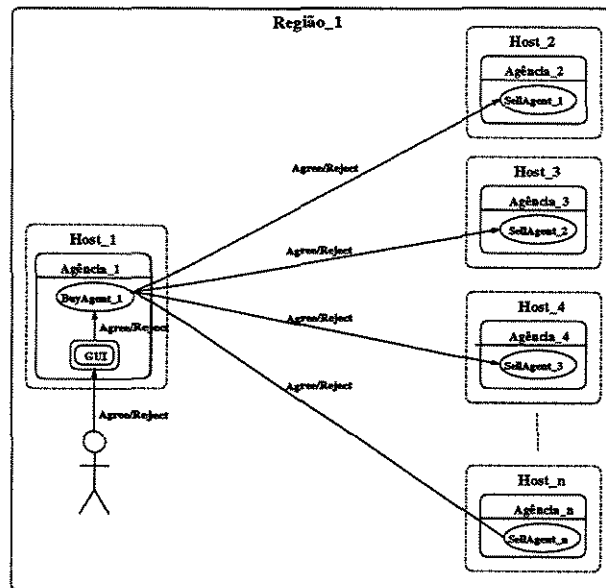 Região_1
Host_2
Agência_2
SellAgent_1
Agree/Reject
Host_3
Agência_3
SellAgent_2
Agree/Reject
Host_1
Agência_1
BuyAgent_1
Agree/Reject
GUI
Agree/Reject
Host_4
Agência_4
SellAgent_3
Agree/Reject
Agree/Reject
Host_n
Agência_n
SellAgent_n